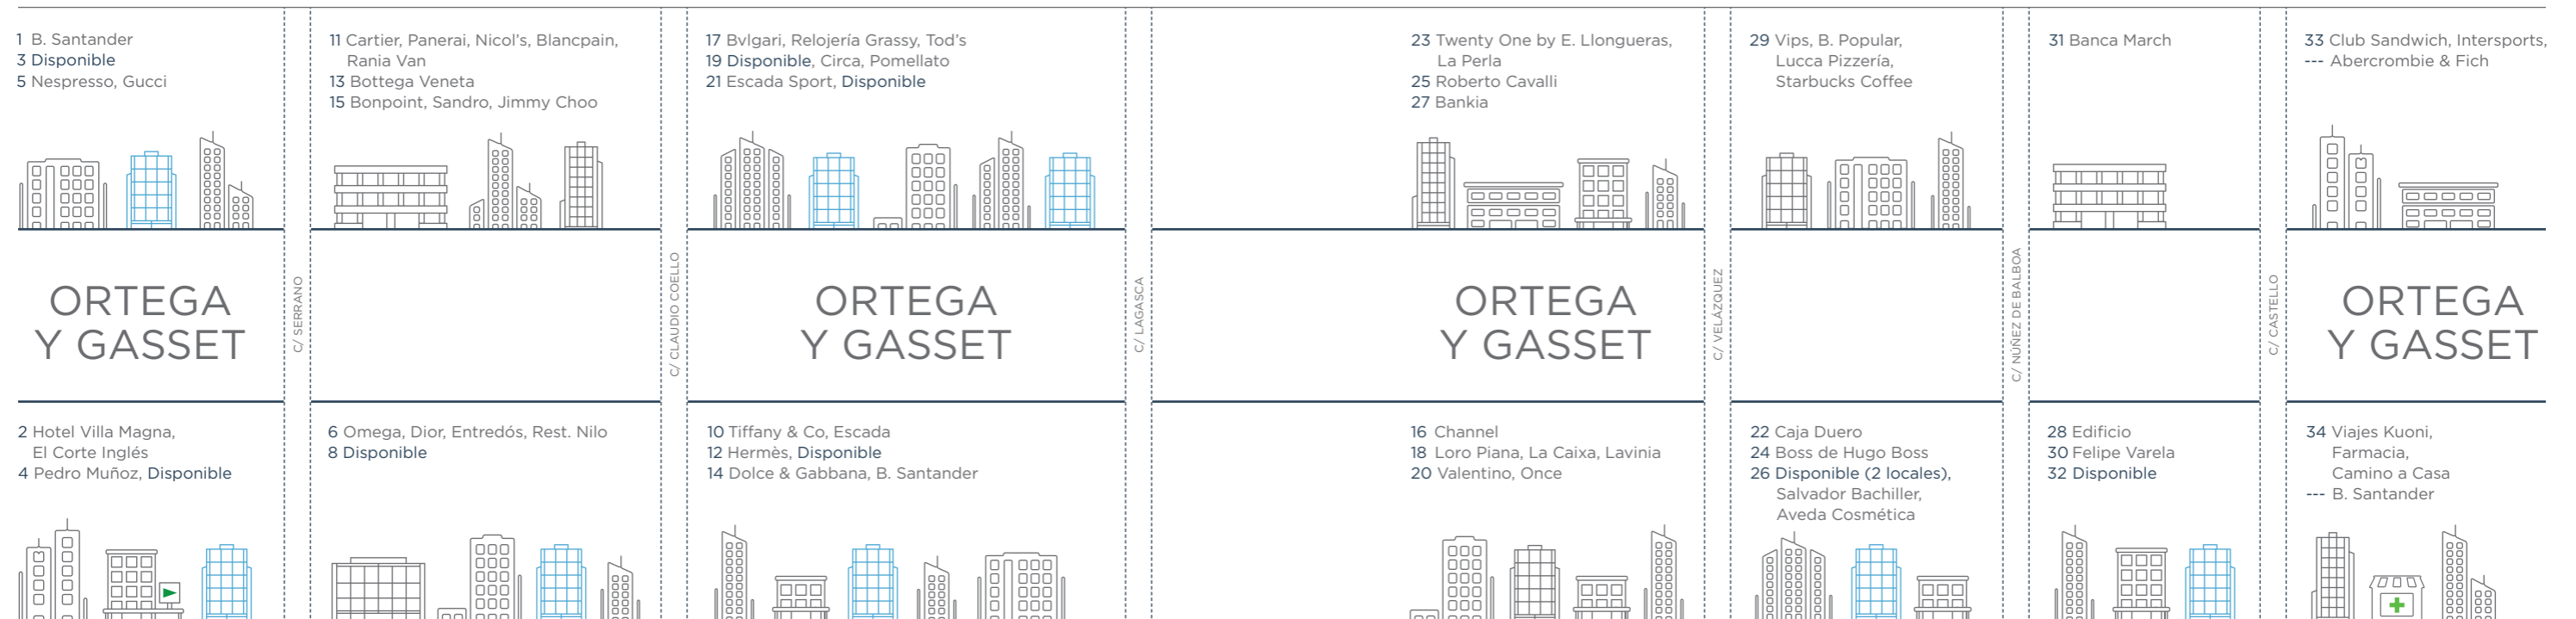 1 B. Santander
3 Disponible
5 Nespresso, Gucci
11 Cartier, Panerai, Nicol's, Blancpain,
Rania Van
13 Bottega Veneta
15 Bonpoint, Sandro, Jimmy Choo
17 Bvlgari, Relojería Grassy, Tod's
19 Disponible, Circa, Pomellato
21 Escada Sport, Disponible
23 Twenty One by E. Llongueras,
La Perla
25 Roberto Cavalli
27 Bankia
29 Vips, B. Popular,
Lucca Pizzería,
Starbucks Coffee
31 Banca March
33 Club Sandwich, Intersports,
--- Abercrombie & Fich
ORTEGA
Y GASSET
C/ SERRANO
C/ CLAUDIO COELLO
ORTEGA
Y GASSET
C/ LAGASCA
ORTEGA
Y GASSET
C/ VELÁZQUEZ
C/ NÚÑEZ DE BALBOA
C/ CASTELLO
ORTEGA
Y GASSET
2 Hotel Villa Magna,
El Corte Inglés
4 Pedro Muñoz, Disponible
6 Omega, Dior, Entredós, Rest. Nilo
8 Disponible
10 Tiffany & Co, Escada
12 Hermès, Disponible
14 Dolce & Gabbana, B. Santander
16 Channel
18 Loro Piana, La Caixa, Lavinia
20 Valentino, Once
22 Caja Duero
24 Boss de Hugo Boss
26 Disponible (2 locales),
Salvador Bachiller,
Aveda Cosmética
28 Edificio
30 Felipe Varela
32 Disponible
34 Viajes Kuoni,
Farmacia,
Camino a Casa
--- B. Santander